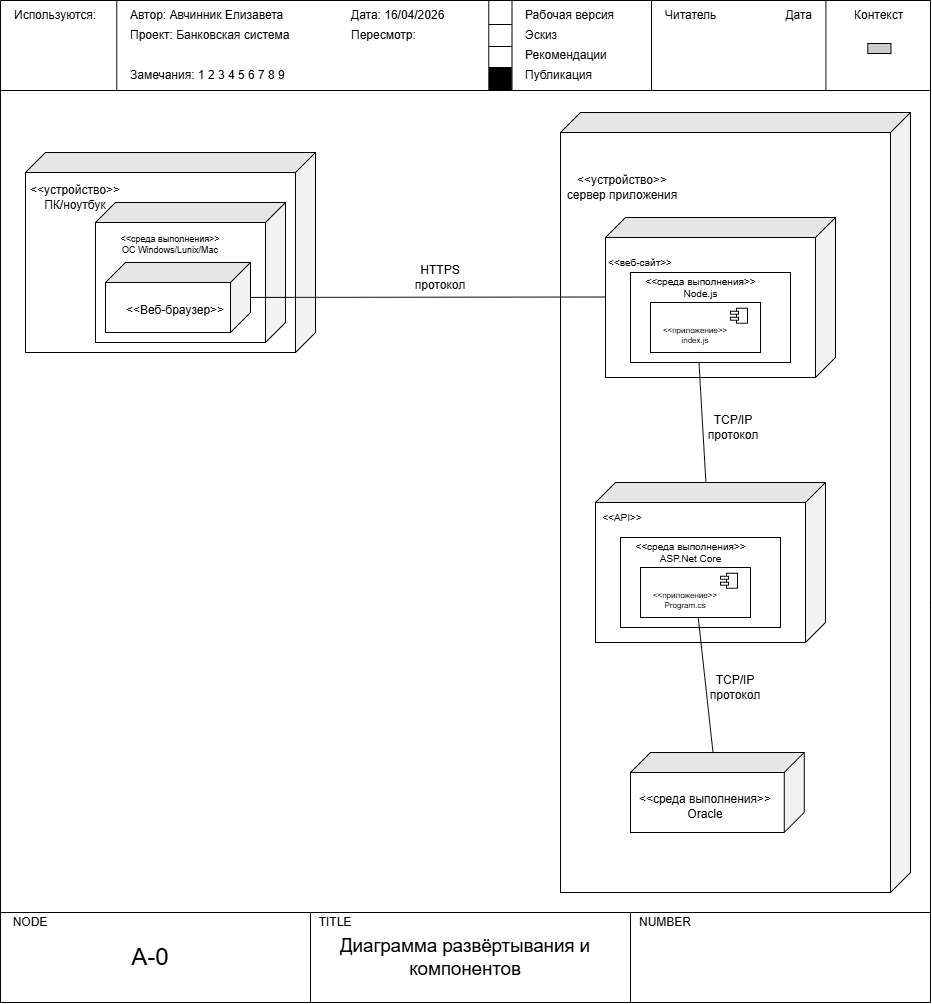 Используются:
Автор: Авчинник Елизавета
Дата: 16/04/2026
Проект: Банковская система
Пересмотр:
Замечания: 1 2 3 4 5 6 7 8 9
Рабочая версия
Эскиз
Рекомендации
Публикация
Читатель
Дата
Контекст
<<устройство>>
ПК/ноутбук
<<среда выполнения>>
ОС Windows/Lunix/Mac
<<Веб-браузер>>
HTTPS
протокол
<<устройство>>
сервер приложения
<<веб-сайт>>
<<среда выполнения>>
Node.js
<<приложение>>
index.js
TCP/IP
протокол
<<API>>
<<среда выполнения>>
ASP.Net Core
<<приложение>>
Program.cs
TCP/IP
протокол
<<среда выполнения>>
Oracle
NODE
A-0
TITLE
Диаграмма развёртывания и
компонентов
NUMBER